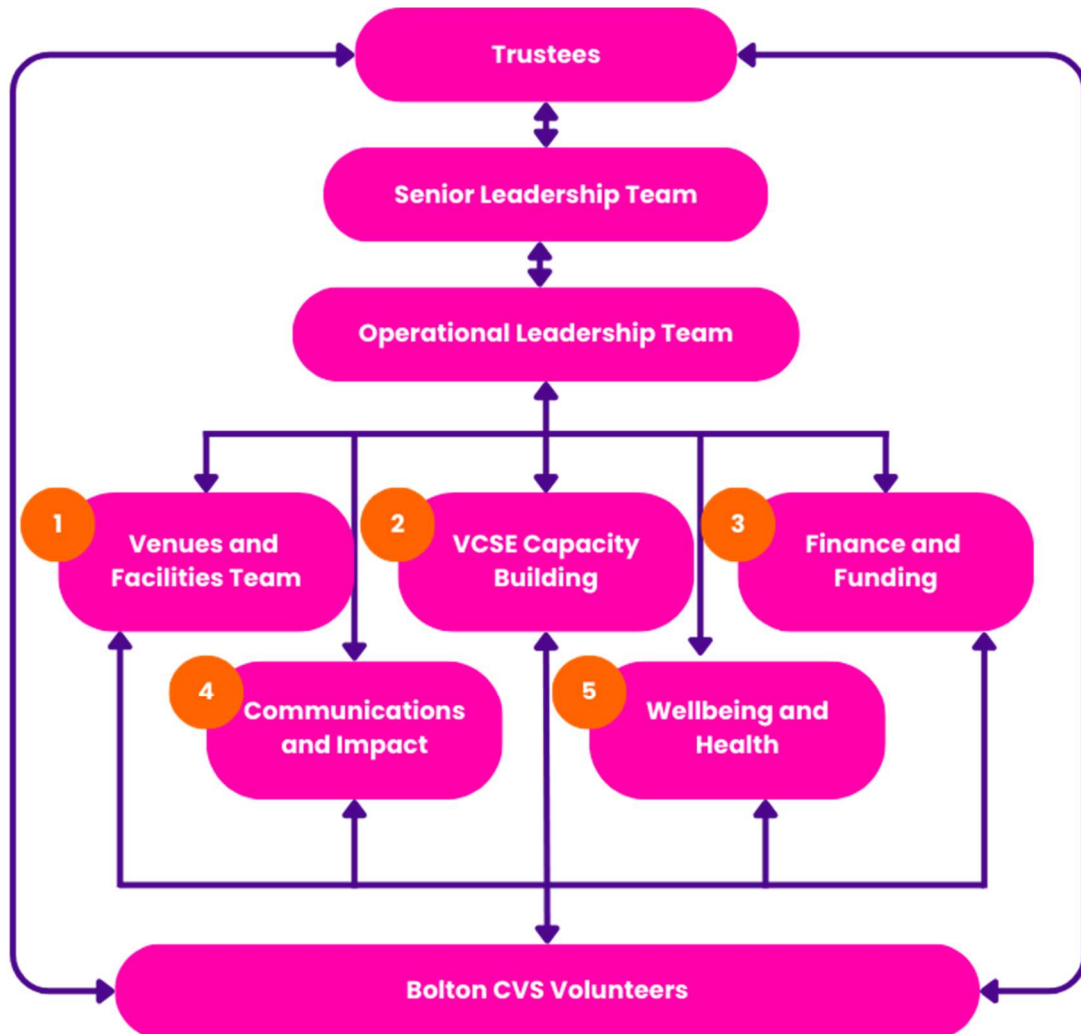 Trustees
Senior Leadership Team
Operational Leadership Team
1
Venues and
Facilities Team
2
VCSE Capacity
Building
3
Finance and
Funding
4
Communications
and Impact
5
Wellbeing and
Health
Bolton CVS Volunteers